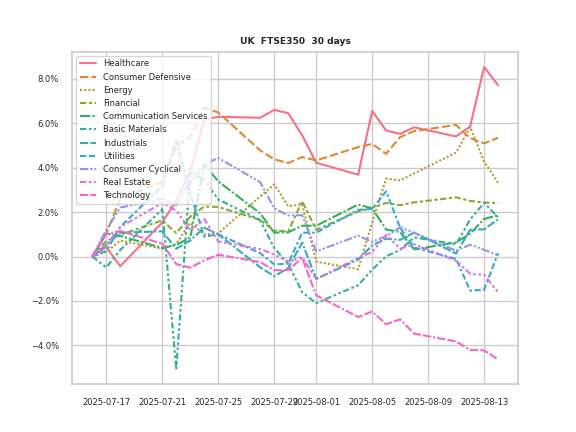 UK  FTSE350  30 days
Healthcare
Consumer Defensive
Energy
Financial
Communication Services
Basic Materials
Industrials
Utilities
Consumer Cyclical
Real Estate
Technology
8.0%
6.0%
4.0%
2.0%
0.0%
−2.0%
−4.0%
2025-07-17 2025-07-21 2025-07-25 2025-07-29 2025-08-01 2025-08-05 2025-08-09 2025-08-13